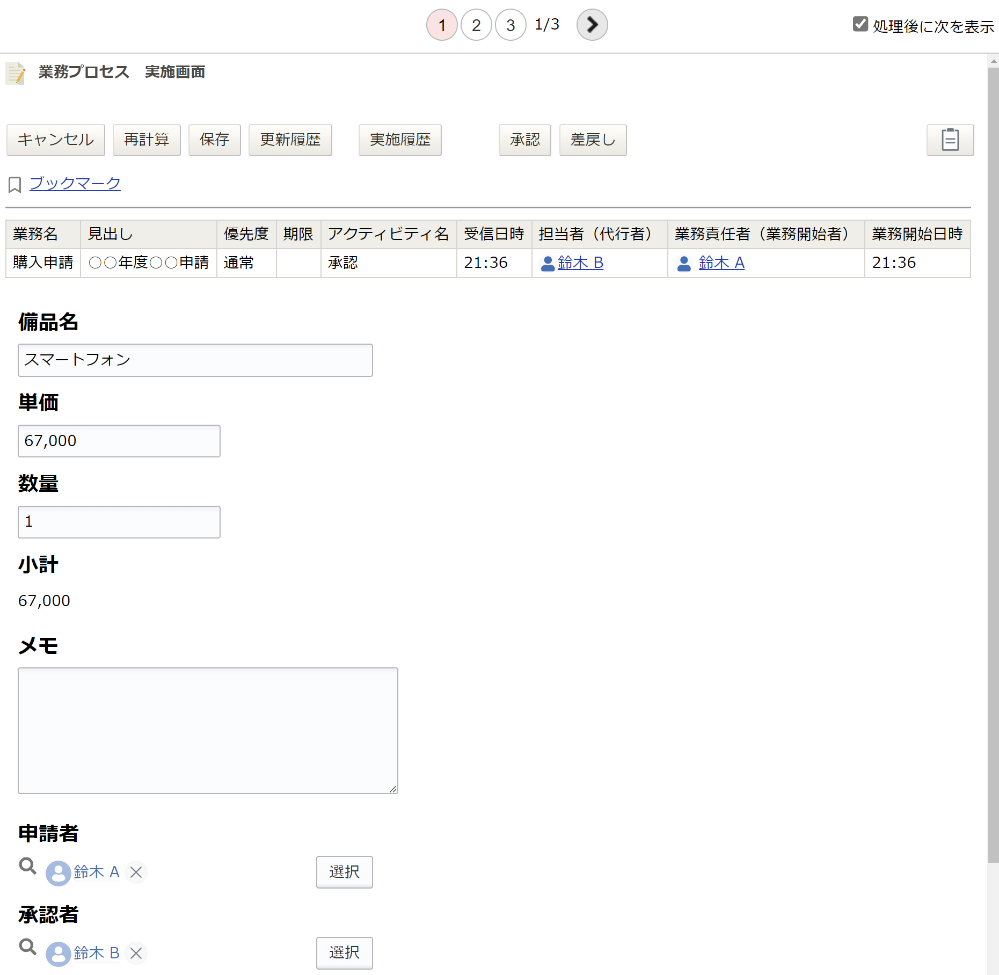 1 2 3 1/3 処理後に次を表示
業務プロセス 実施画面
キャンセル 再計算 保存 更新履歴 実施履歴 承認 差戻し
ブックマーク
業務名 見出し 優先度 期限 アクティビティ名 受信日時 担当者（代行者） 業務責任者（業務開始者） 業務開始日時
購入申請 〇〇年度〇〇申請 通常 承認 21:36 鈴木 B 鈴木 A 21:36
備品名
スマートフォン
単価
67,000
数量
1
小計
67,000
メモ
申請者
鈴木 A 選択
承認者
鈴木 B 選択